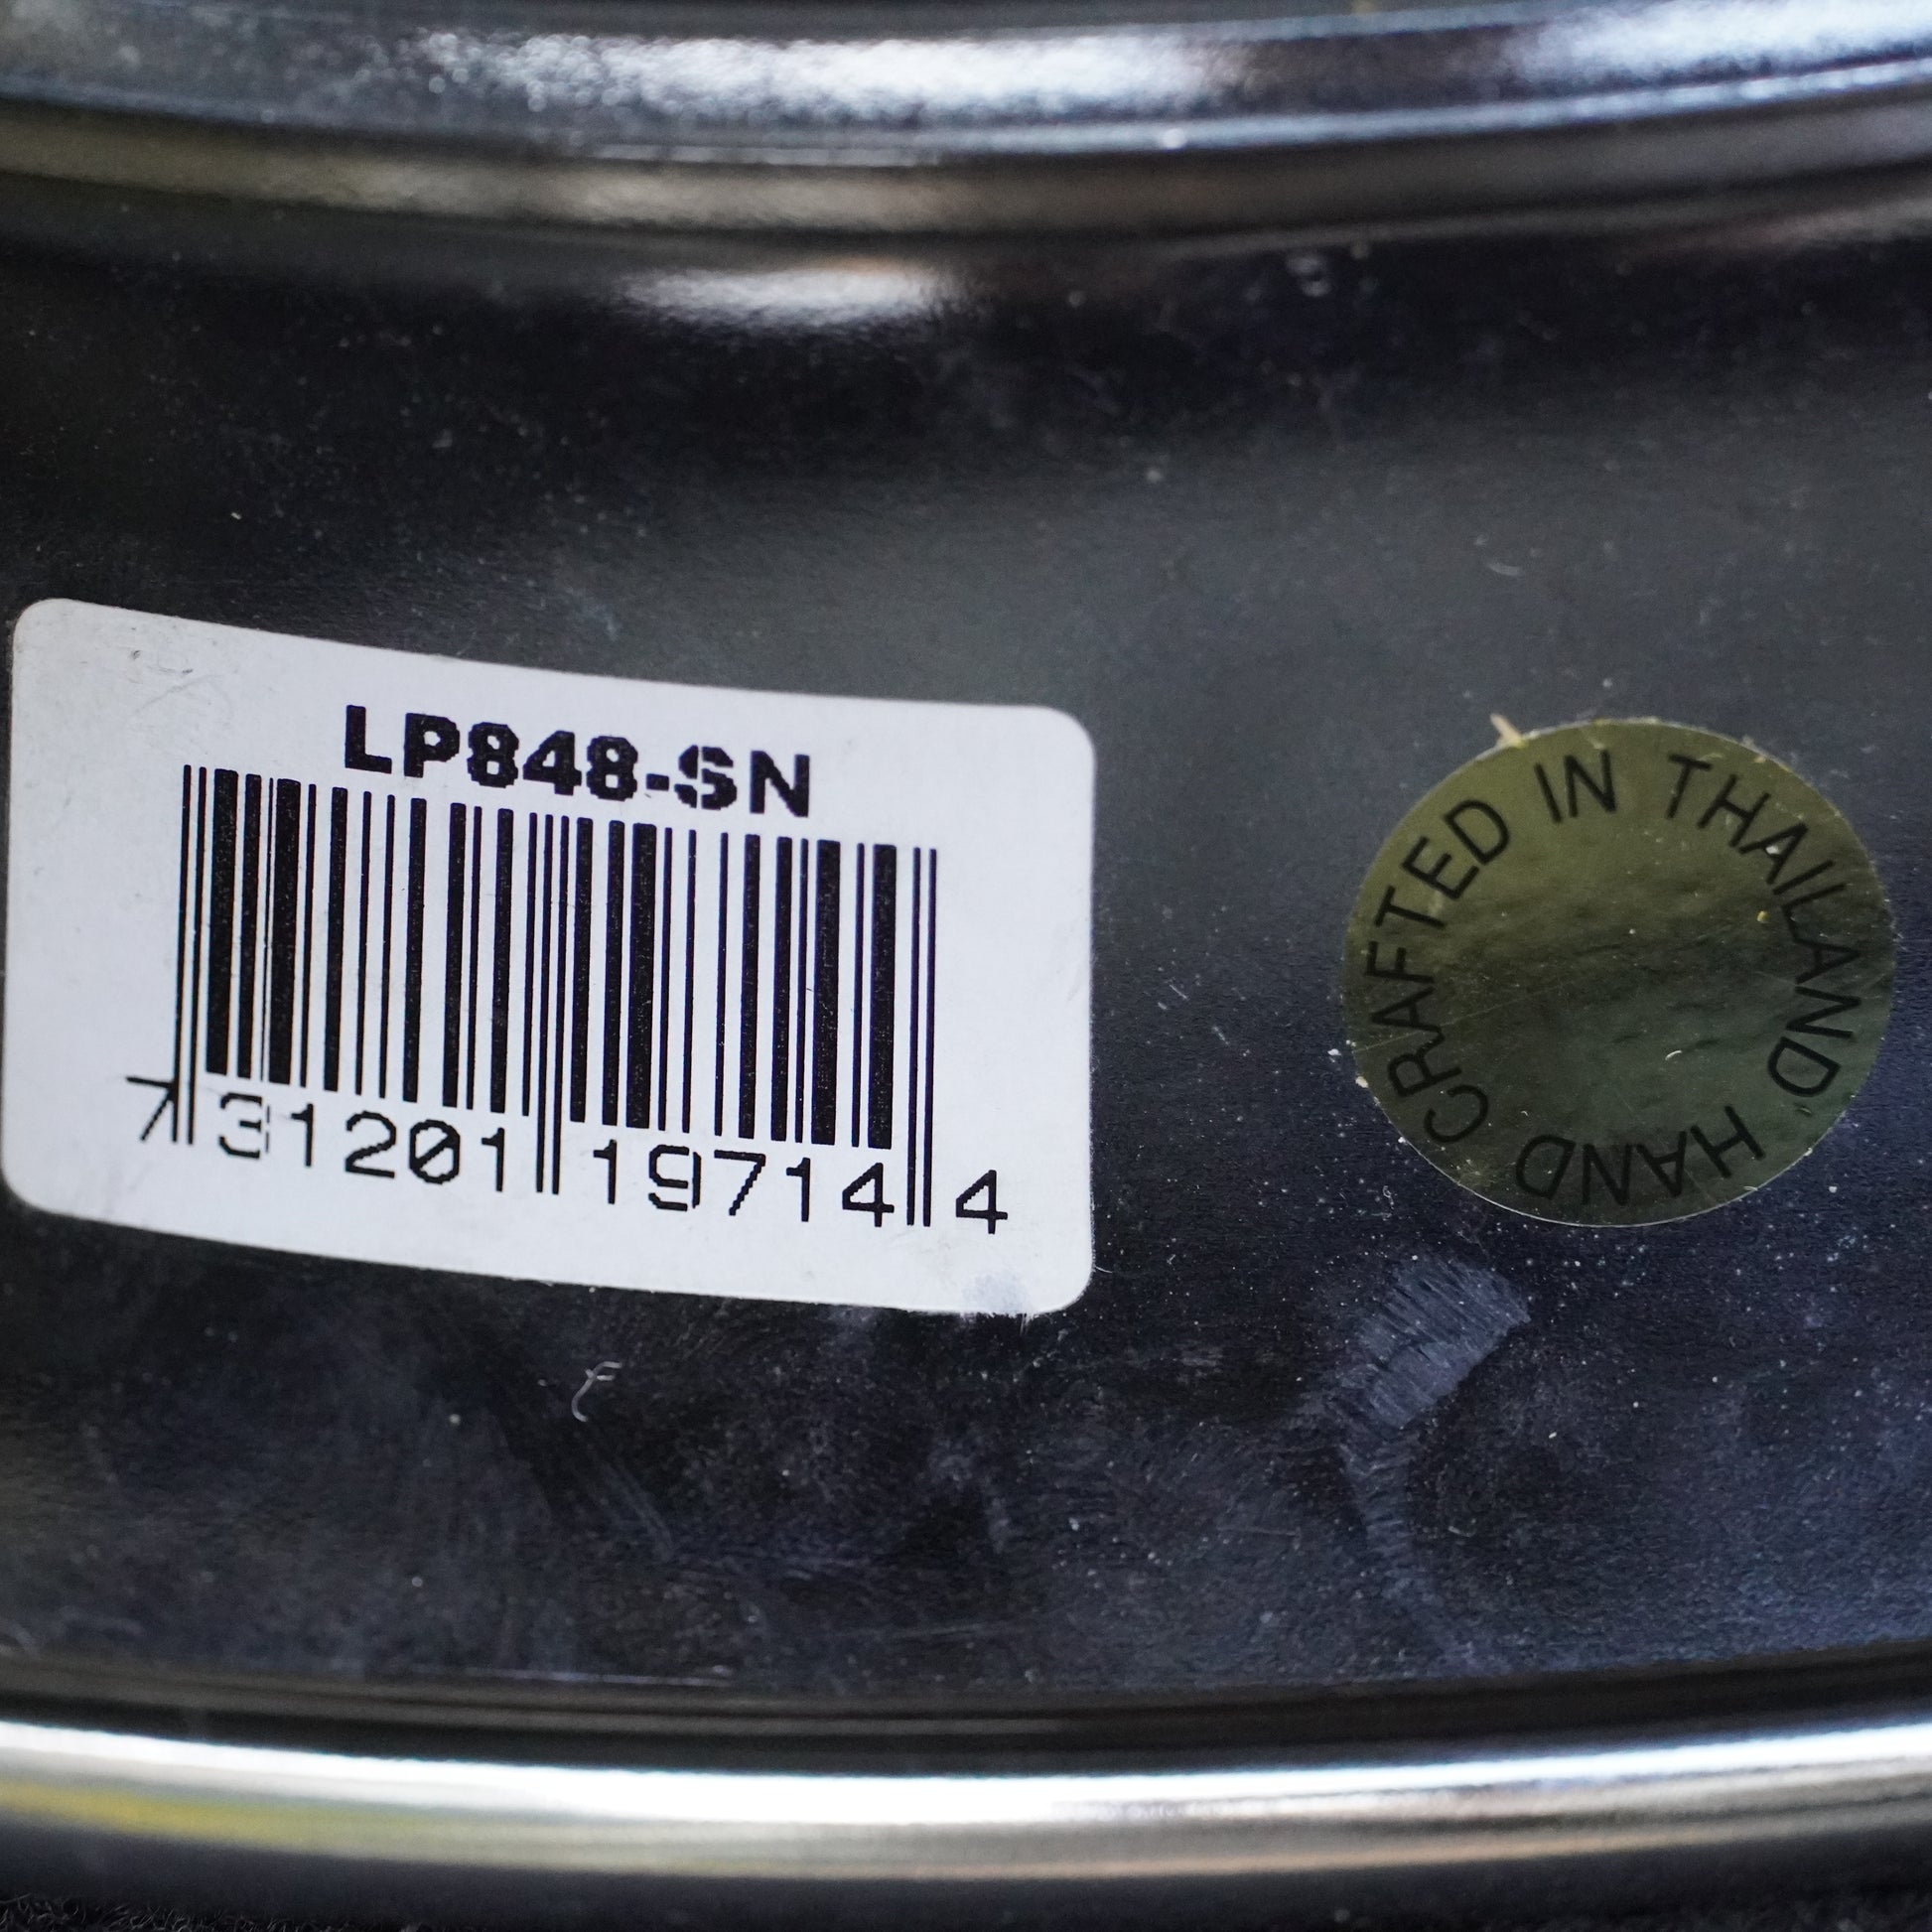 LP848-SN
7 31201 19714 4
HAND CRAFTED IN THAILAND